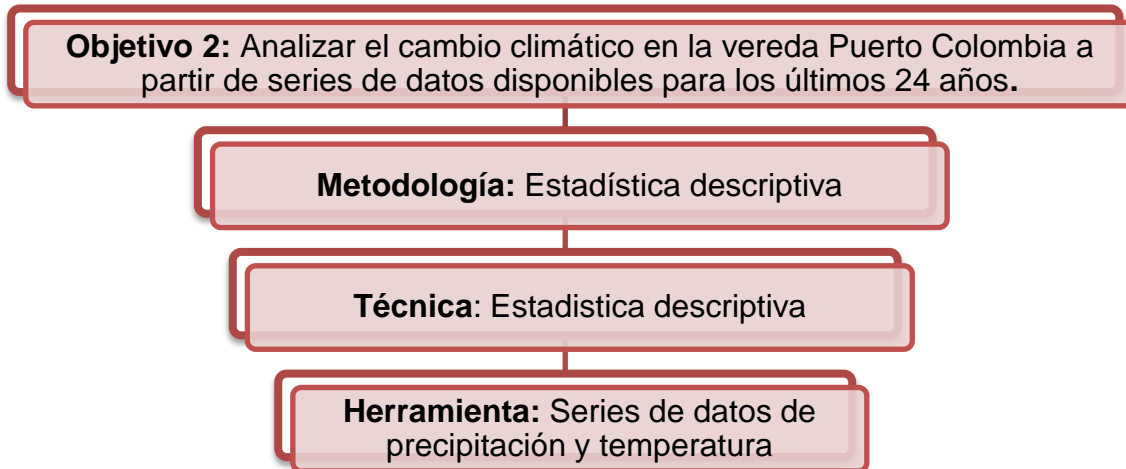 Objetivo 2: Analizar el cambio climático en la vereda Puerto Colombia a
partir de series de datos disponibles para los últimos 24 años.
Metodología: Estadística descriptiva
Técnica: Estadistica descriptiva
Herramienta: Series de datos de
precipitación y temperatura